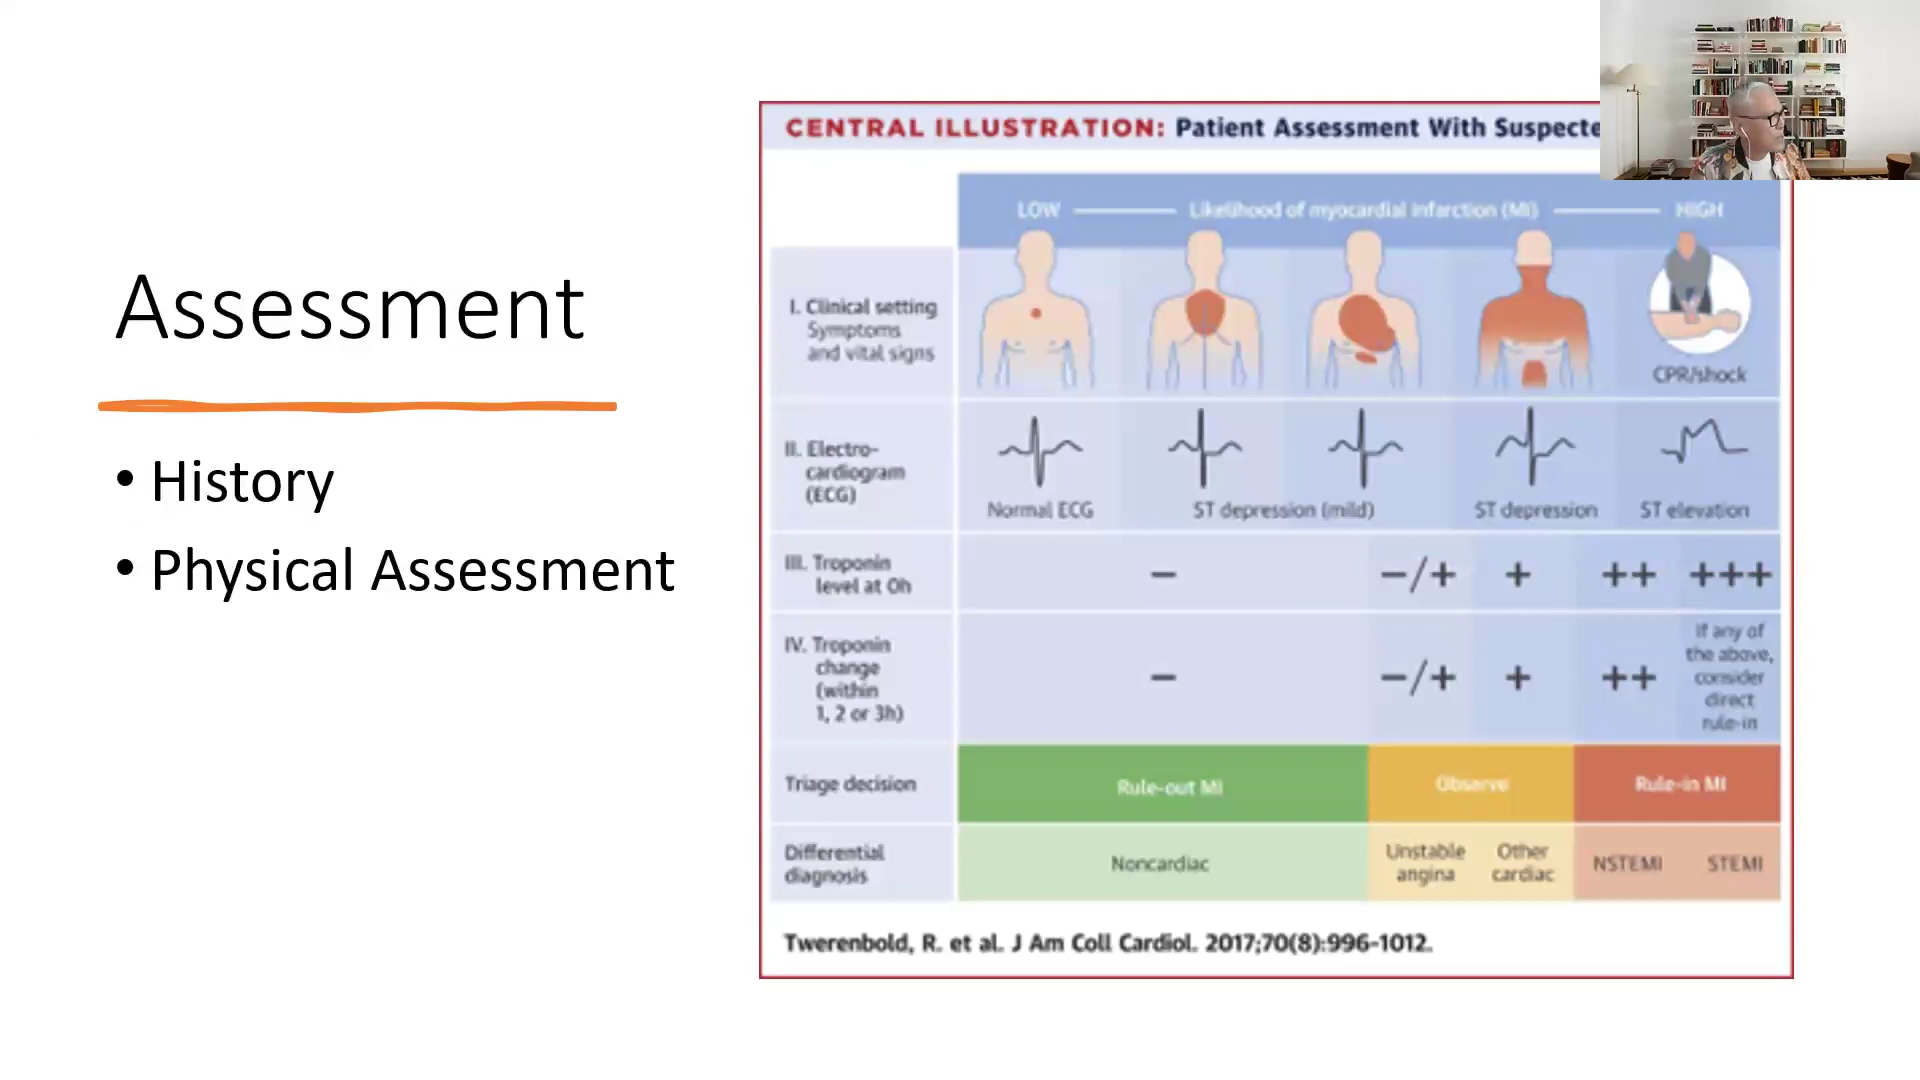 Assessment
• History
• Physical Assessment
CENTRAL ILLUSTRATION: Patient Assessment With Suspecte
LOW
Likelihood of myocardial infarction (MI)
HIGH
I. Clinical setting
Symptoms
and vital signs
CPR/shock
II. Electro-
cardiogram
(ECG)
Normal ECG
ST depression (mild)
ST depression
ST elevation
III. Troponin
level at 0h
−
−/+
+
++
+++
IV. Troponin
change
(within
1, 2 or 3h)
−
−/+
+
++
If any of
the above,
consider
direct
rule-in
Triage decision
Rule-out MI
Observe
Rule-in MI
Differential
diagnosis
Noncardiac
Unstable
angina
Other
cardiac
NSTEMI
STEMI
Twerenbold, R. et al. J Am Coll Cardiol. 2017;70(8):996-1012.